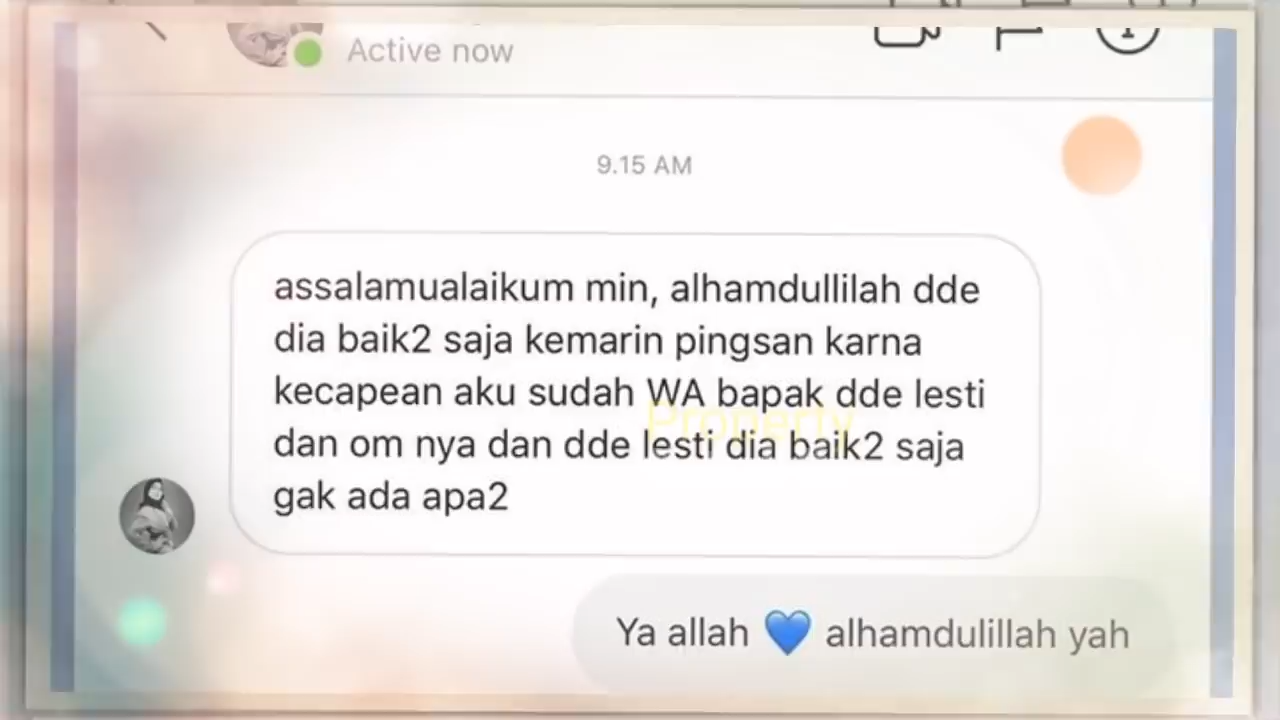 Active now
9.15 AM
assalamualaikum min, alhamdullilah dde
dia baik2 saja kemarin pingsan karna
kecapean aku sudah WA bapak dde lesti
dan om nya dan dde lesti dia baik2 saja
gak ada apa2
Property
Ya allah 💙 alhamdulillah yah